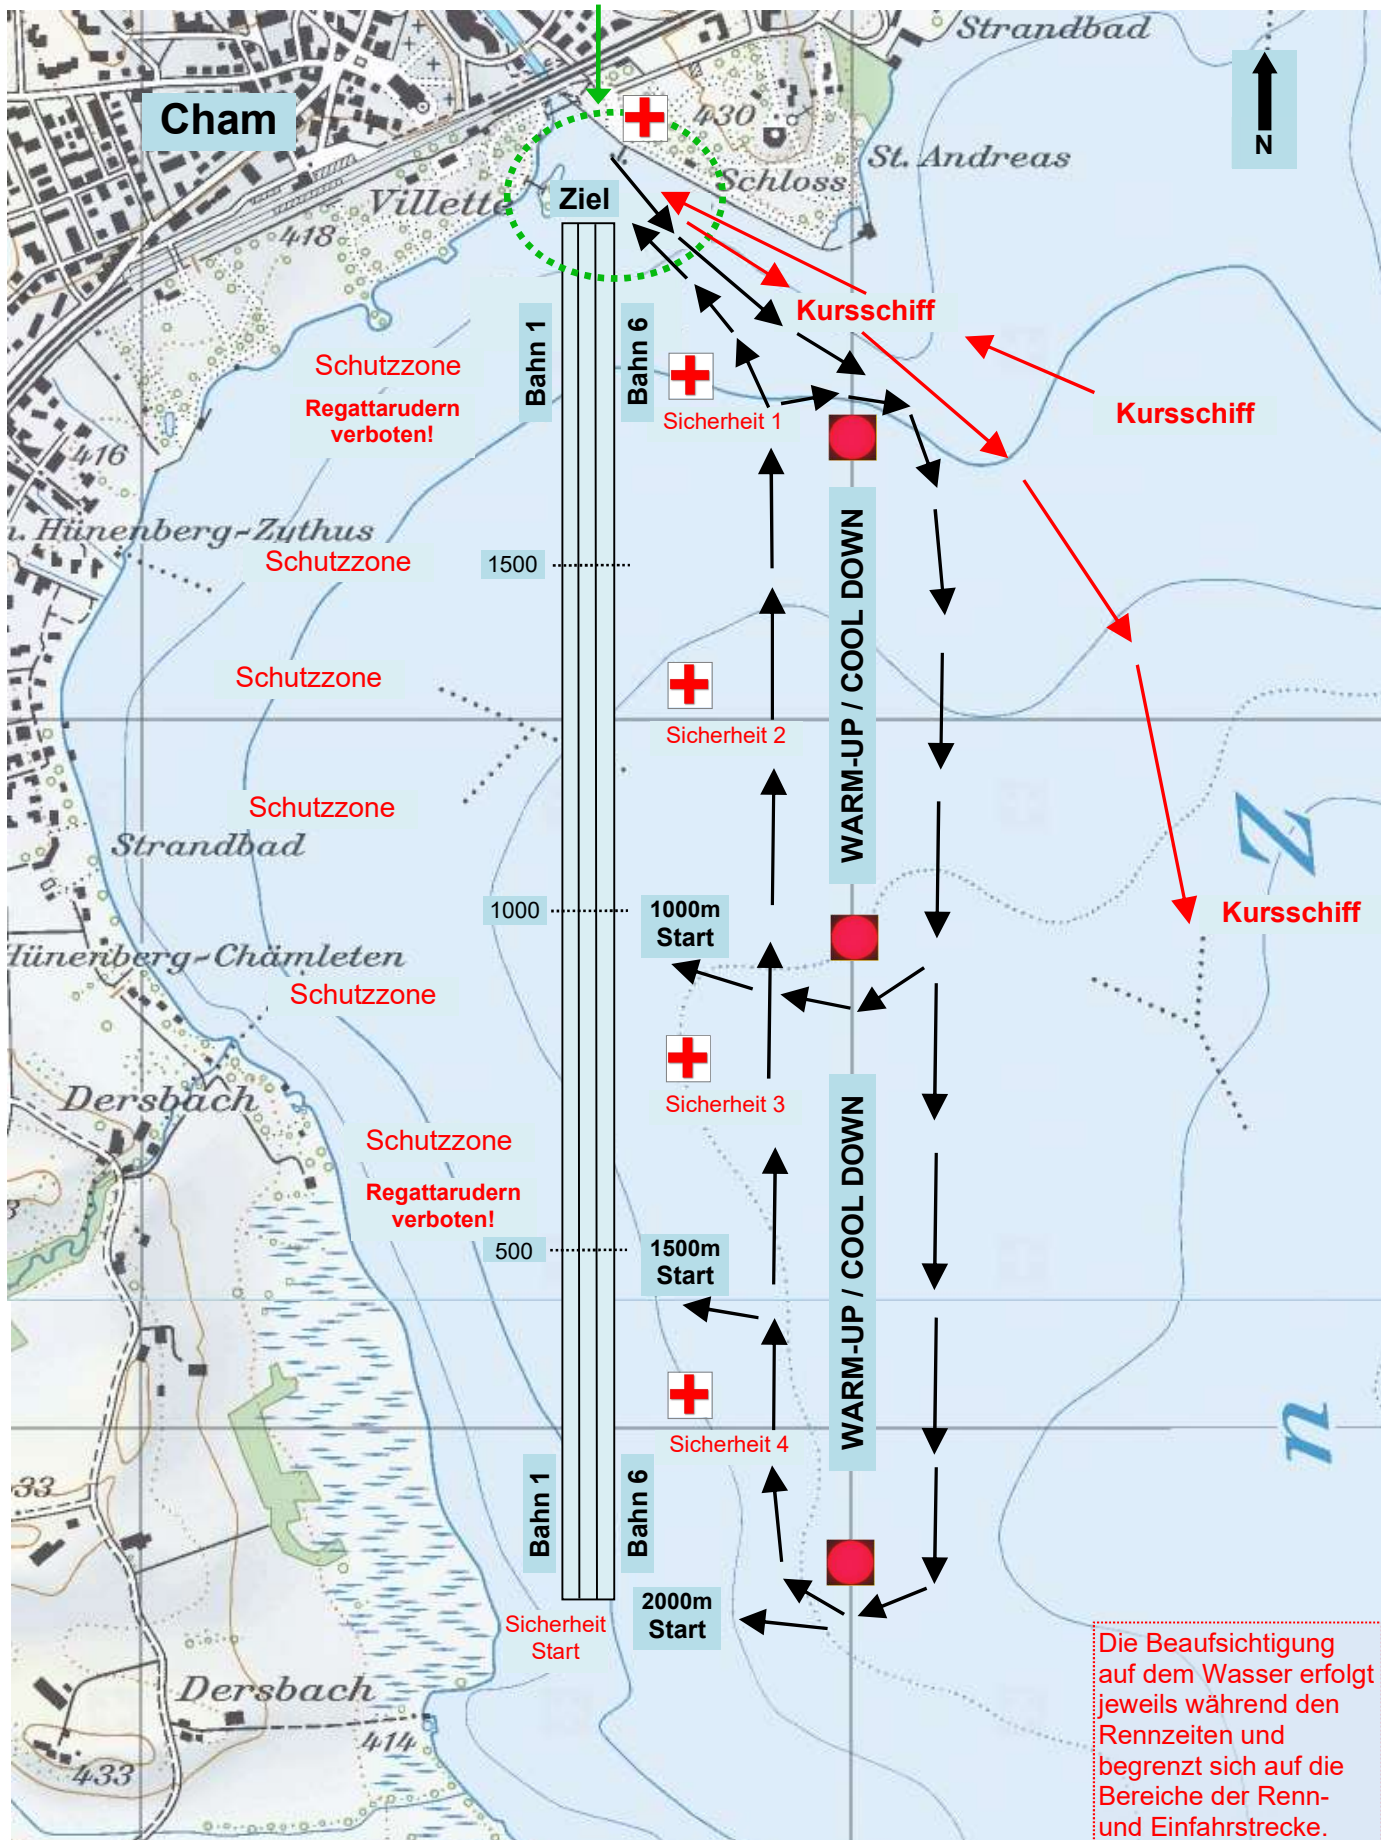 Strandbad
Cham
430
N
St. Andreas
Schloss
Villette
Ziel
418
Kursschiff
Bahn 1
Bahn 6
Schutzzone
Regattarudern
verboten!
Sicherheit 1
Kursschiff
416
. Hünenberg-Zythus
Schutzzone
1500
WARM-UP / COOL DOWN
Schutzzone
Sicherheit 2
Schutzzone
Strandbad
Z
1000
1000m
Start
Kursschiff
Hünenberg-Chämleten
Schutzzone
Dersbach
Sicherheit 3
WARM-UP / COOL DOWN
Schutzzone
Regattarudern
verboten!
500
1500m
Start
n
Sicherheit 4
33
Bahn 1
Bahn 6
Sicherheit
Start
2000m
Start
Dersbach
414
433
Die Beaufsichtigung
auf dem Wasser erfolgt
jeweils während den
Rennzeiten und
begrenzt sich auf die
Bereiche der Renn-
und Einfahrstrecke.